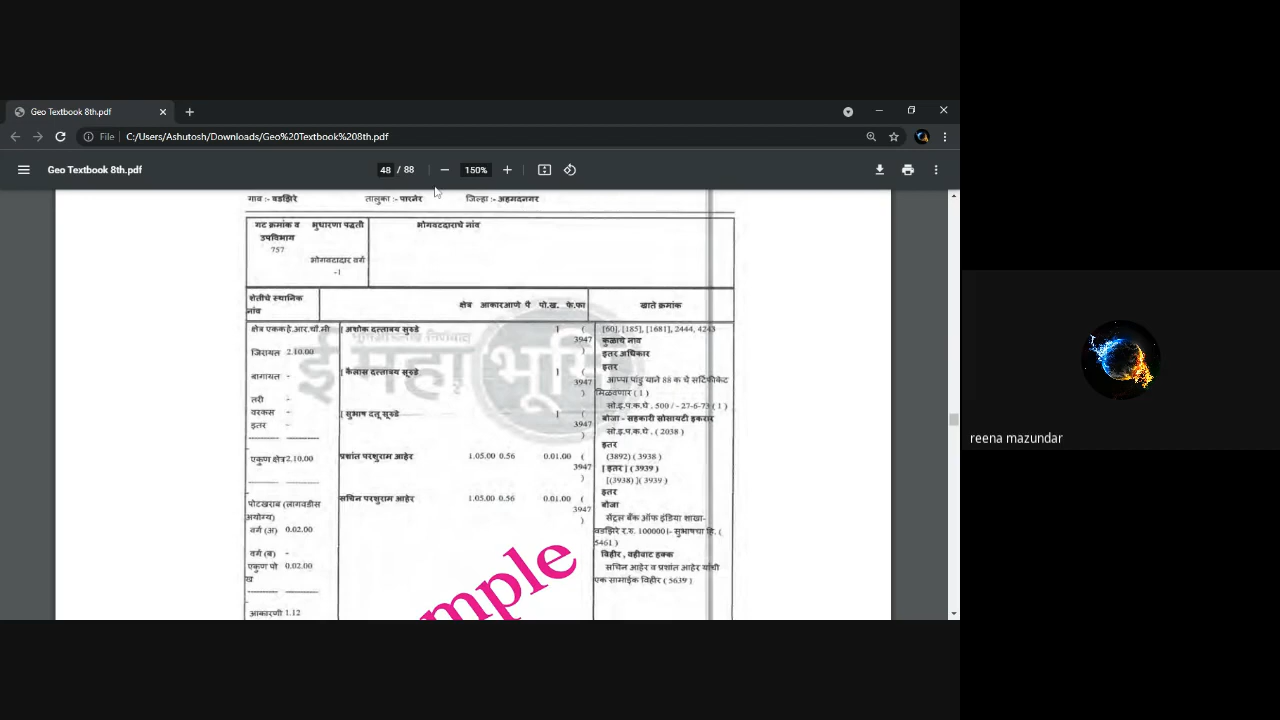 Geo Textbook 8th.pdf
File C:/Users/Ashutosh/Downloads/Geo%20Textbook%208th.pdf
Geo Textbook 8th.pdf 48 / 88 150%
गाव :- वडझिरे तालुका :- पारनेर जिल्हा :- अहमदनगर
गट क्रमांक व भुधारणा पद्धती भोगवटदाराचे नांव
उपविभाग
757
भोगवटादार वर्ग
-1
शेतीचे स्थानिक
नांव
क्षेत्र आकार आणे पै पो.ख. फे.फा खाते क्रमांक
क्षेत्र एकक हे.आर.चौ.मी [ अशोक दत्तात्रय सुरुडे ] ( 3947 ) [60], [185], [1681], 2444, 4243
कुळाचे नाव
जिरायत 2.10.00 इतर अधिकार
इतर
बागायत - [ कैलास दत्तात्रय सूरुडे ] ( 3947 ) आप्पा पांडु याने 88 क चे सर्टिफीकेट
मिळवणार ( 1 )
तरी -
वरकस - [ सुभाष दत्तू सूरुडे ] ( 3947 ) सो.इ.प.क.घे . 500 / - 27-6-73 ( 1 )
इतर - बोजा - सहकारी सोसायटी इकरार
सो.इ.प.क.घे . ( 2038 )
इतर
एकुण क्षेत्र 2.10.00 प्रशांत परशुराम आहेर 1.05.00 0.56 0.01.00 ( 3947 ) (3892) ( 3938 )
[ इतर ] ( 3939 )
[(3938) ]( 3939 )
इतर
पोटखराब (लागवडीस सचिन परशुराम आहेर 1.05.00 0.56 0.01.00 ( 3947 ) बोजा
अयोग्य) सेंट्रल बँक ऑफ इंडिया शाखा-
वर्ग (अ) 0.02.00 वडझिरे र.रु. 100000 /- सुभाषचा हि. (
5461 )
वर्ग (ब) - विहीर , वहीवाट हक्क
एकुण पो 0.02.00 सचिन आहेर व प्रशांत आहेर यांची
ख एक सामाईक विहीर ( 5639 )
आकारणी 1.12
ई महा भूमि
mple
reena mazundar